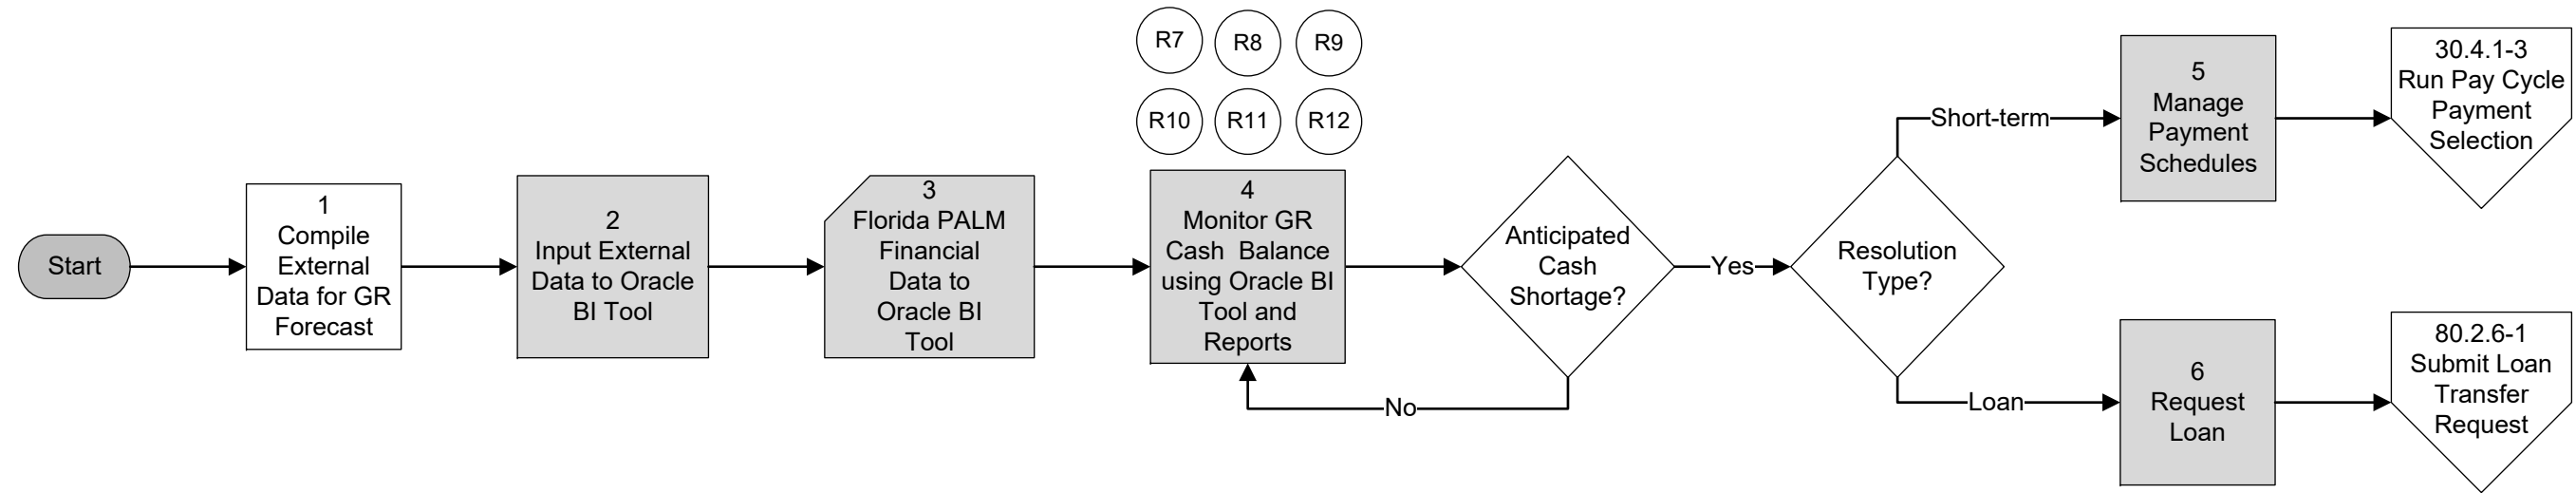 Start
1
Compile
External
Data for GR
Forecast
2
Input External
Data to Oracle
BI Tool
3
Florida PALM
Financial
Data to
Oracle BI
Tool
R7 R8 R9
R10 R11 R12
4
Monitor GR
Cash  Balance
using Oracle BI
Tool and
Reports
Anticipated
Cash
Shortage?
No
Yes
Resolution
Type?
Short-term
5
Manage
Payment
Schedules
30.4.1-3
Run Pay Cycle
Payment
Selection
Loan
6
Request
Loan
80.2.6-1
Submit Loan
Transfer
Request